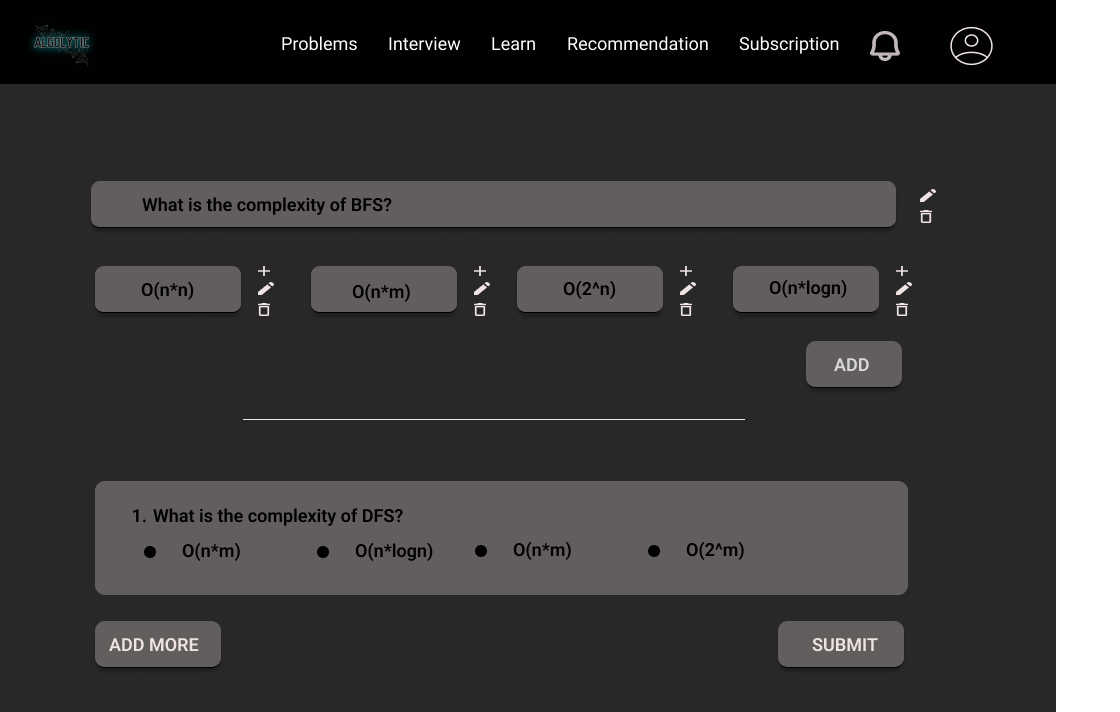 ALGOLYTIC
Problems Interview Learn Recommendation Subscription
What is the complexity of BFS?
O(n*n) O(n*m) O(2^n) O(n*logn)
ADD
1. What is the complexity of DFS?
● O(n*m) ● O(n*logn) ● O(n*m) ● O(2^m)
ADD MORE SUBMIT